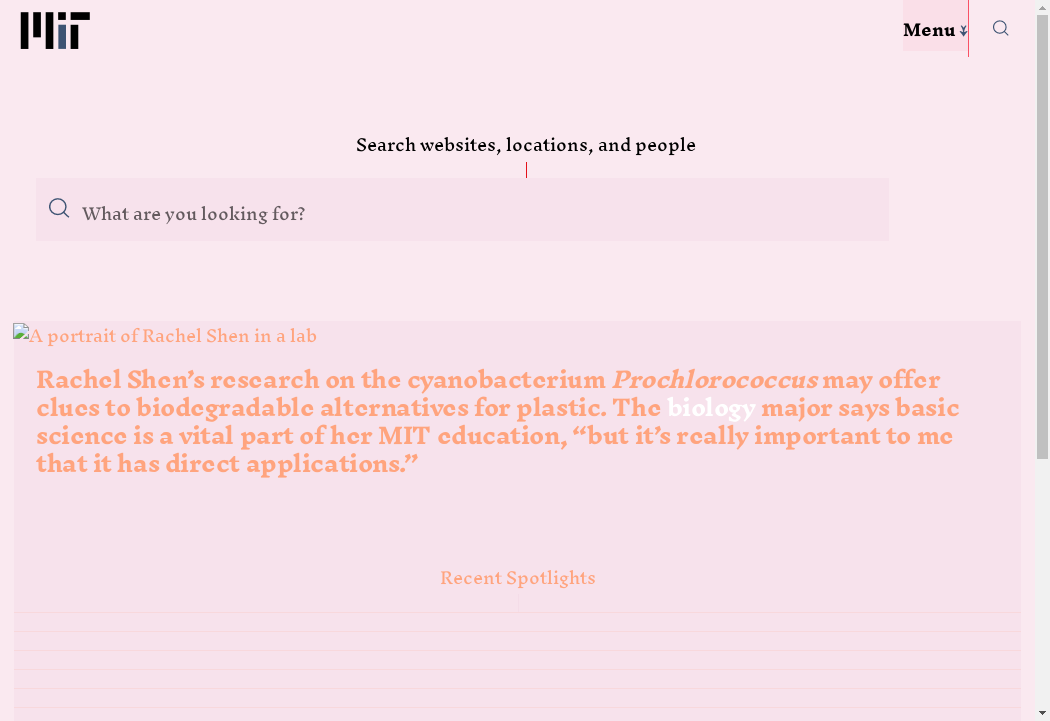 MIT
Menu
Search websites, locations, and people
What are you looking for?
A portrait of Rachel Shen in a lab
Rachel Shen’s research on the cyanobacterium Prochlorococcus may offer
clues to biodegradable alternatives for plastic. The biology major says basic
science is a vital part of her MIT education, “but it’s really important to me
that it has direct applications.”
Recent Spotlights